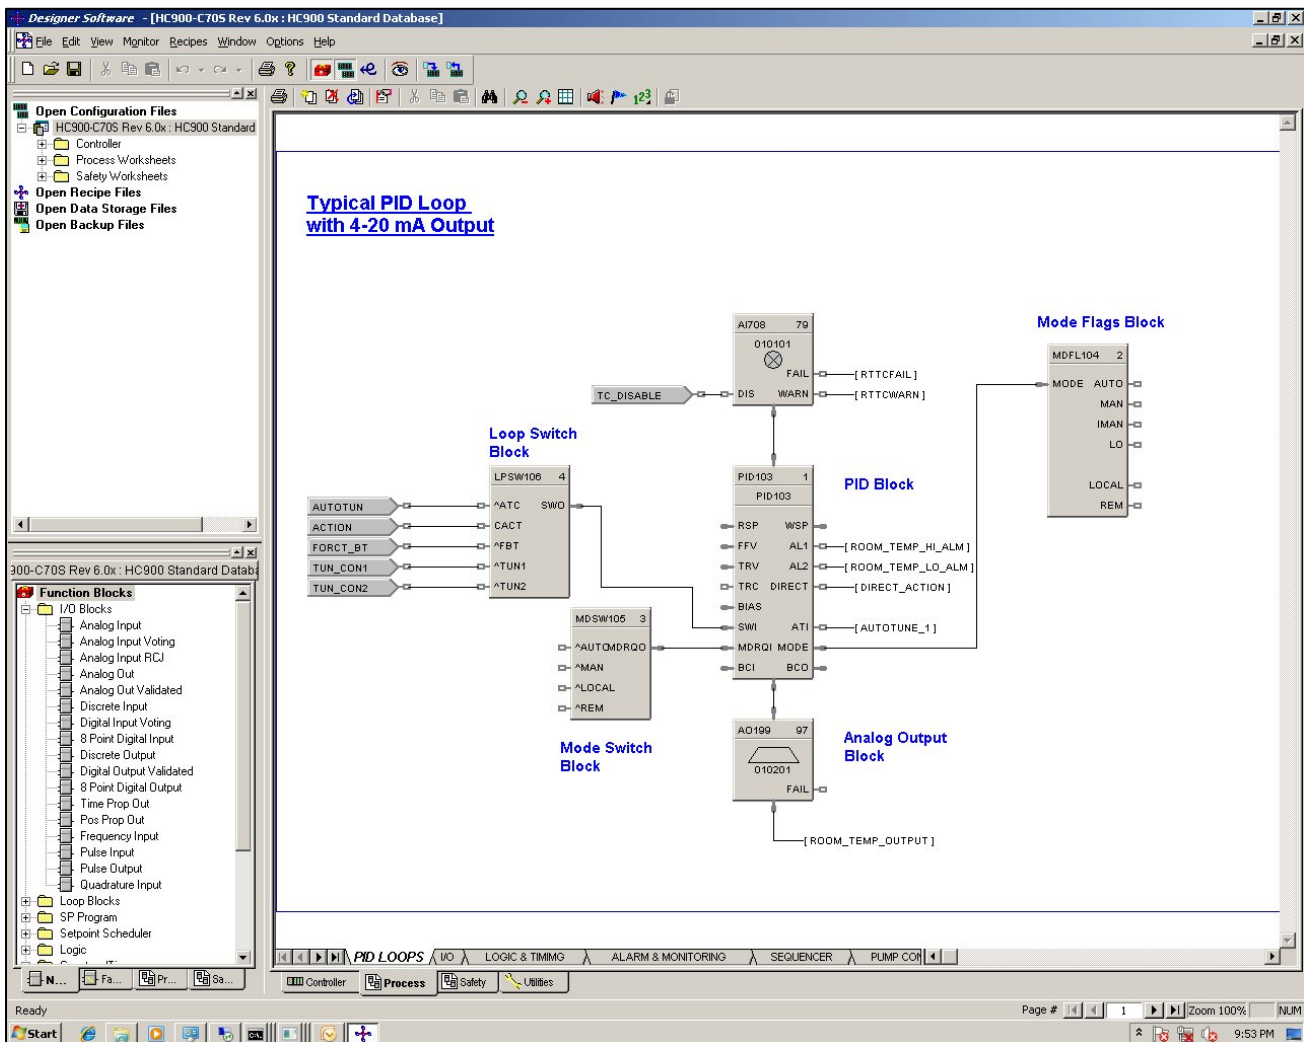 Designer Software - [HC900-C70S Rev 6.0x : HC900 Standard Database]
File Edit View Monitor Recipes Window Options Help
Open Configuration Files
HC900-C70S Rev 6.0x : HC900 Standard
Controller
Process Worksheets
Safety Worksheets
Open Recipe Files
Open Data Storage Files
Open Backup Files
900-C70S Rev 6.0x : HC900 Standard Databa
Function Blocks
I/O Blocks
Analog Input
Analog Input Voting
Analog Input RCJ
Analog Out
Analog Out Validated
Discrete Input
Digital Input Voting
8 Point Digital Input
Discrete Output
Digital Output Validated
8 Point Digital Output
Time Prop Out
Pos Prop Out
Frequency Input
Pulse Input
Pulse Output
Quadrature Input
Loop Blocks
SP Program
Setpoint Scheduler
Logic
N... Fa... Pr... Sa...
123
Typical PID Loop
with 4-20 mA Output
AI708 79
010101
FAIL [RTTCFAIL]
TC_DISABLE DIS WARN [RTTCWARN]
Mode Flags Block
MDFL104 2
MODE AUTO
MAN
IMAN
LO
LOCAL
REM
Loop Switch
Block
LPSW106 4
AUTOTUN ^ATC SWO
ACTION CACT
FORCT_BT ^FBT
TUN_CON1 ^TUN1
TUN_CON2 ^TUN2
PID103 1
PID103
PID Block
RSP WSP
FFV AL1 [ROOM_TEMP_HI_ALM]
TRV AL2 [ROOM_TEMP_LO_ALM]
TRC DIRECT [DIRECT_ACTION]
BIAS
SWI ATI [AUTOTUNE_1]
MDRQI MODE
BCI BCO
MDSW105 3
^AUTOMDRQO
^MAN
^LOCAL
^REM
Mode Switch
Block
AO199 97
010201
FAIL
Analog Output
Block
[ROOM_TEMP_OUTPUT]
PID LOOPS I/O LOGIC & TIMIMG ALARM & MONITORING SEQUENCER PUMP CON
Controller Process Safety Utilities
Ready Page # 1 Zoom 100% NUM
Start 9:53 PM